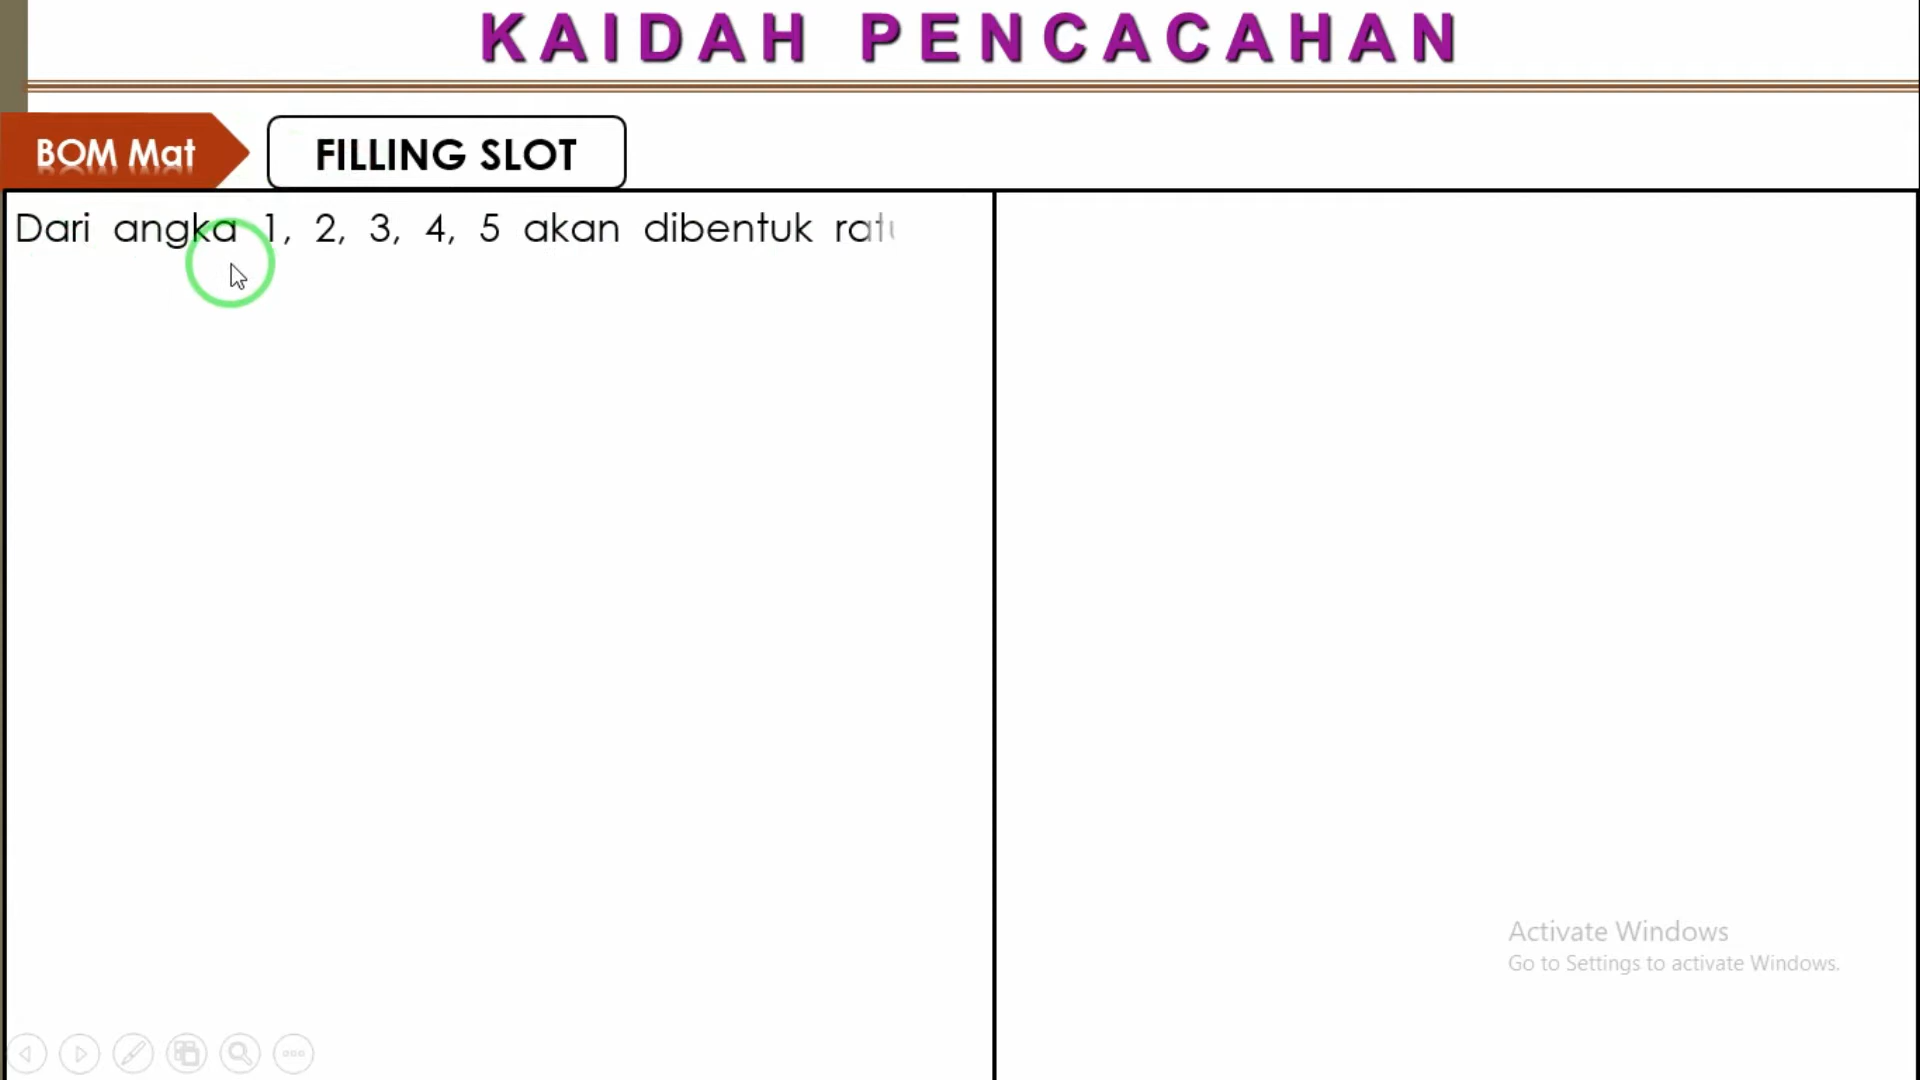 KAIDAH PENCACAHAN
BOM Mat
FILLING SLOT
Dari angka 1, 2, 3, 4, 5 akan dibentuk
Activate Windows
Go to Settings to activate Windows.